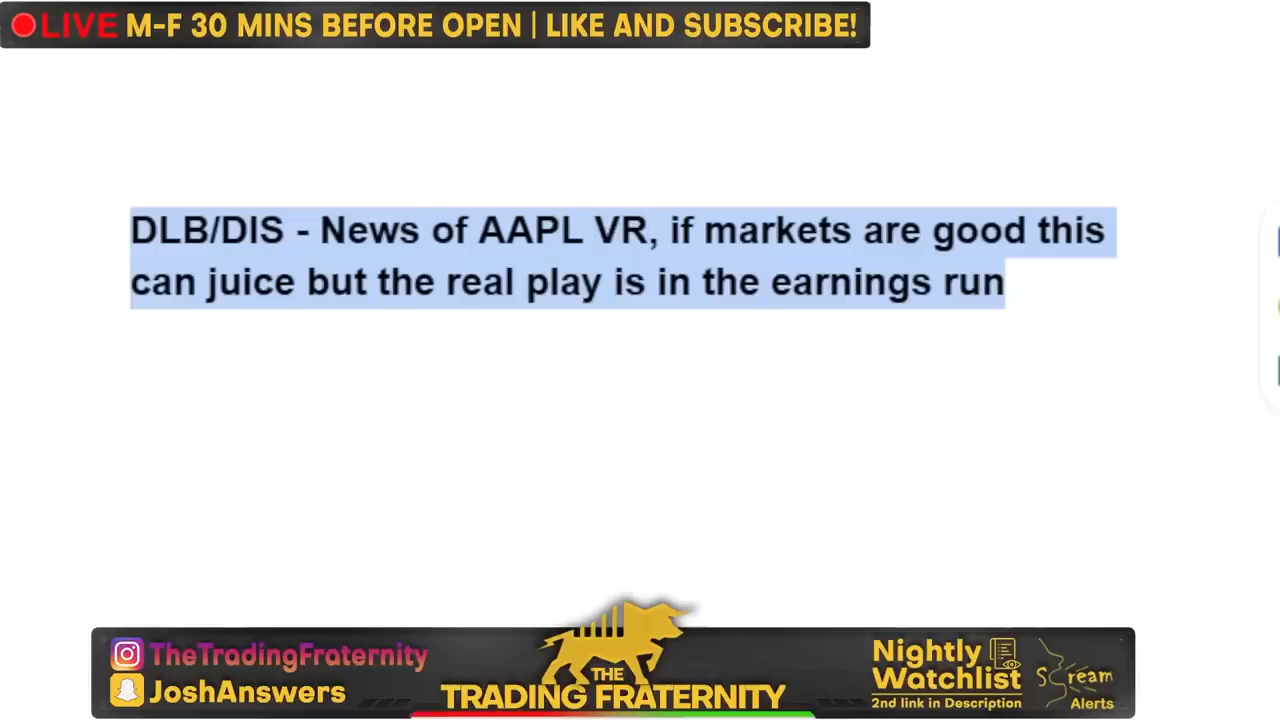 LIVE M-F 30 MINS BEFORE OPEN | LIKE AND SUBSCRIBE!
DLB/DIS - News of AAPL VR, if markets are good this
can juice but the real play is in the earnings run
TheTradingFraternity
JoshAnswers
THE
TRADING FRATERNITY
Nightly
Watchlist
2nd link in Description
Scream
Alerts